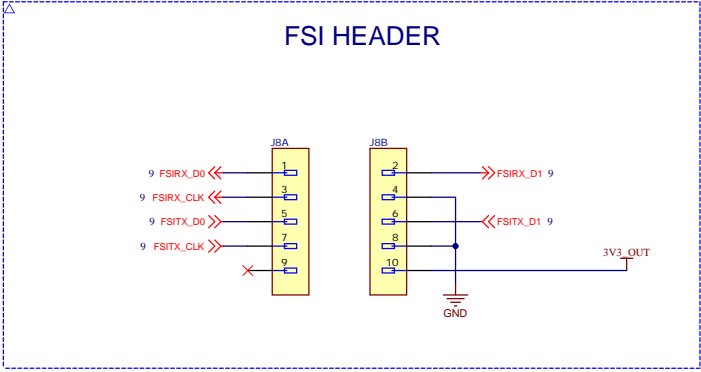 FSI HEADER
J8A
J8B
9 FSIRX_D0 1
2 FSIRX_D1 9
9 FSIRX_CLK 3
4
9 FSITX_D0 5
6 FSITX_D1 9
9 FSITX_CLK 7
8
3V3_OUT
9
10
GND